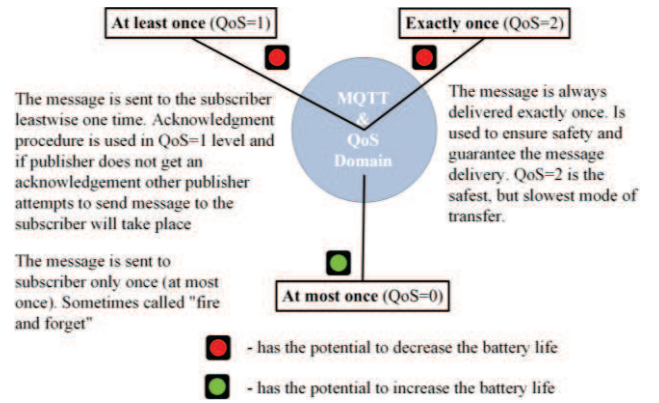 At least once (QoS=1)
Exactly once (QoS=2)
MQTT
&
QoS
Domain
The message is sent to the subscriber
leastwise one time. Acknowledgment
procedure is used in QoS=1 level and
if publisher does not get an
acknowledgement other publisher
attempts to send message to the
subscriber will take place
The message is always
delivered exactly once. Is
used to ensure safety and
guarantee the message
delivery. QoS=2 is the
safest, but slowest mode of
transfer.
The message is sent to
subscriber only once (at most
once). Sometimes called "fire
and forget"
At most once (QoS=0)
- has the potential to decrease the battery life
- has the potential to increase the battery life